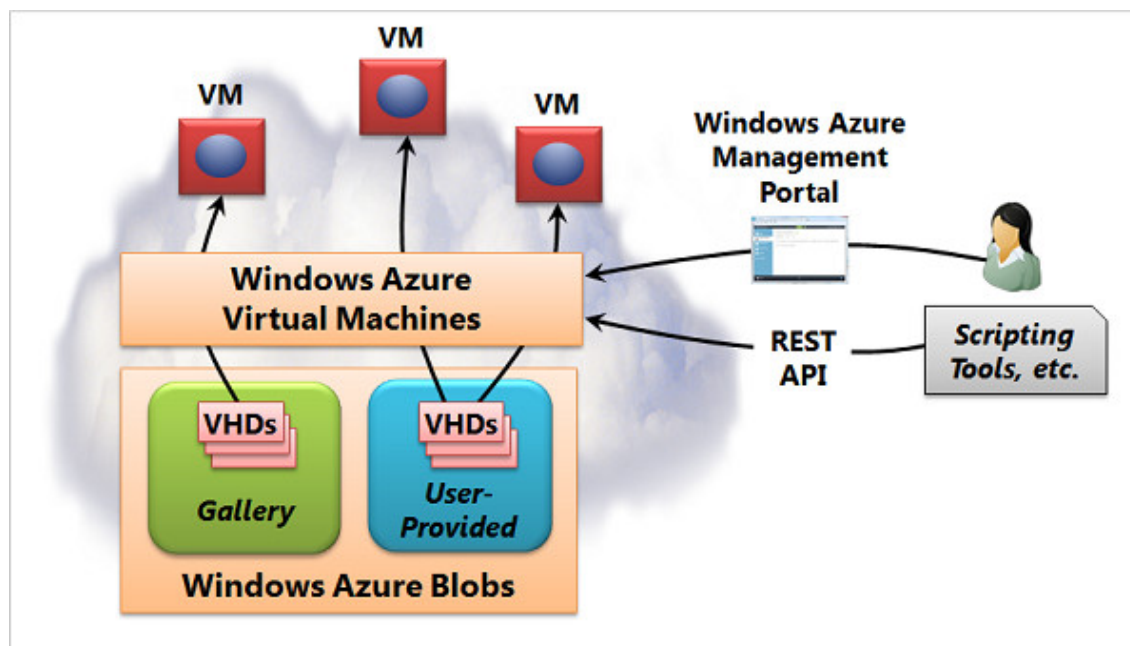 VM
VM
VM
Windows Azure
Management
Portal
Windows Azure
Virtual Machines
REST
API
Scripting
Tools, etc.
VHDs
Gallery
VHDs
User-
Provided
Windows Azure Blobs